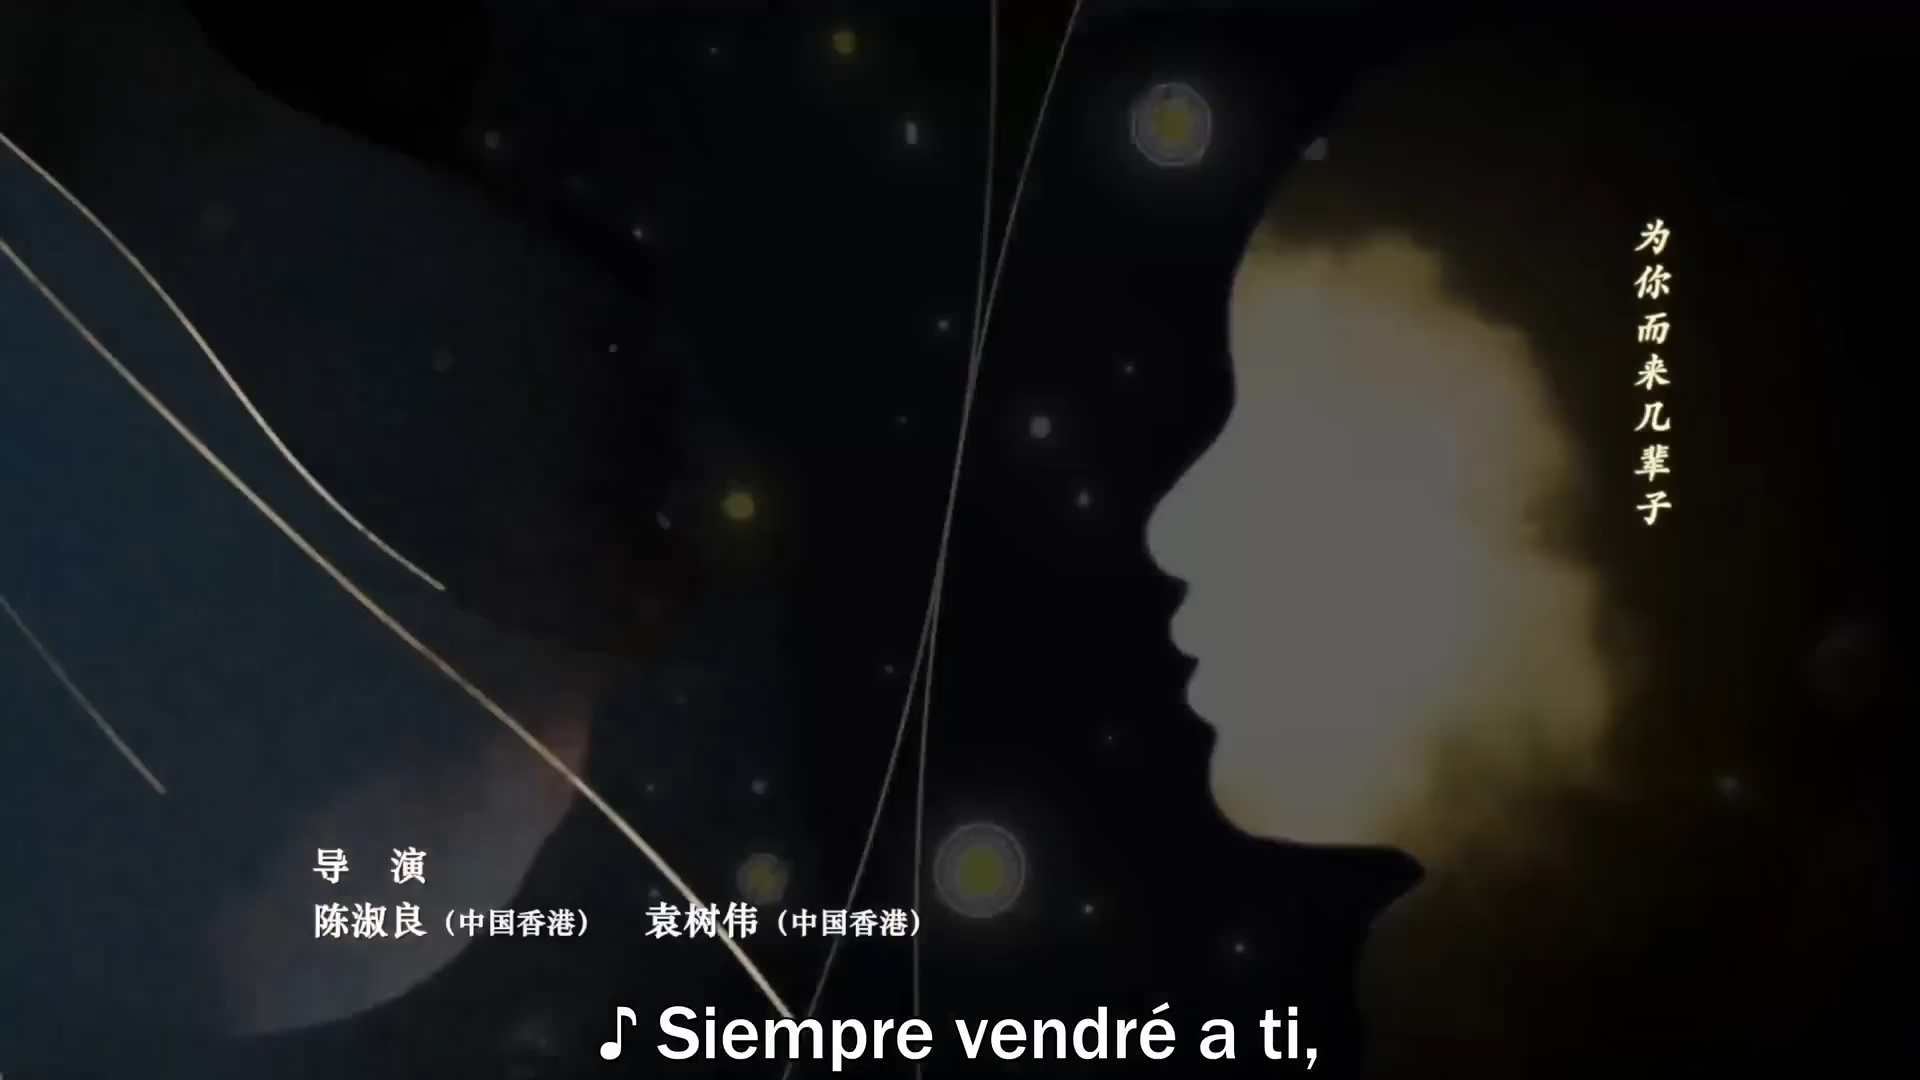 为你而来几辈子
导 演
陈淑良（中国香港） 袁树伟（中国香港）
♪ Siempre vendré a ti,